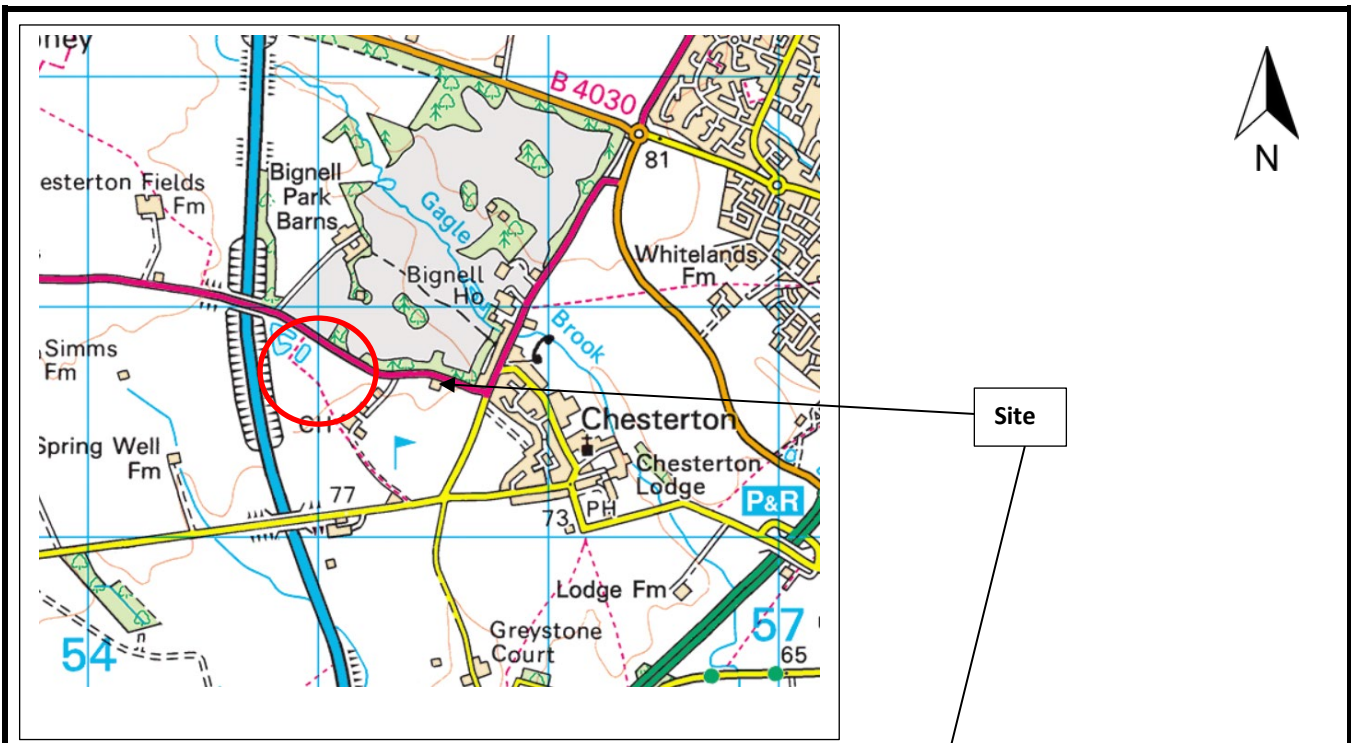 ney
B 4030
N
81
esterton Fields
Fm
Bignell
Park
Barns
Gagle
Whitelands
Fm
Bignell
Ho
Brook
Simms
Fm
CH
Site
Chesterton
Spring Well
Fm
Chesterton
Lodge
77
P&R
73
PH
Lodge Fm
Greystone
Court
57
54
65